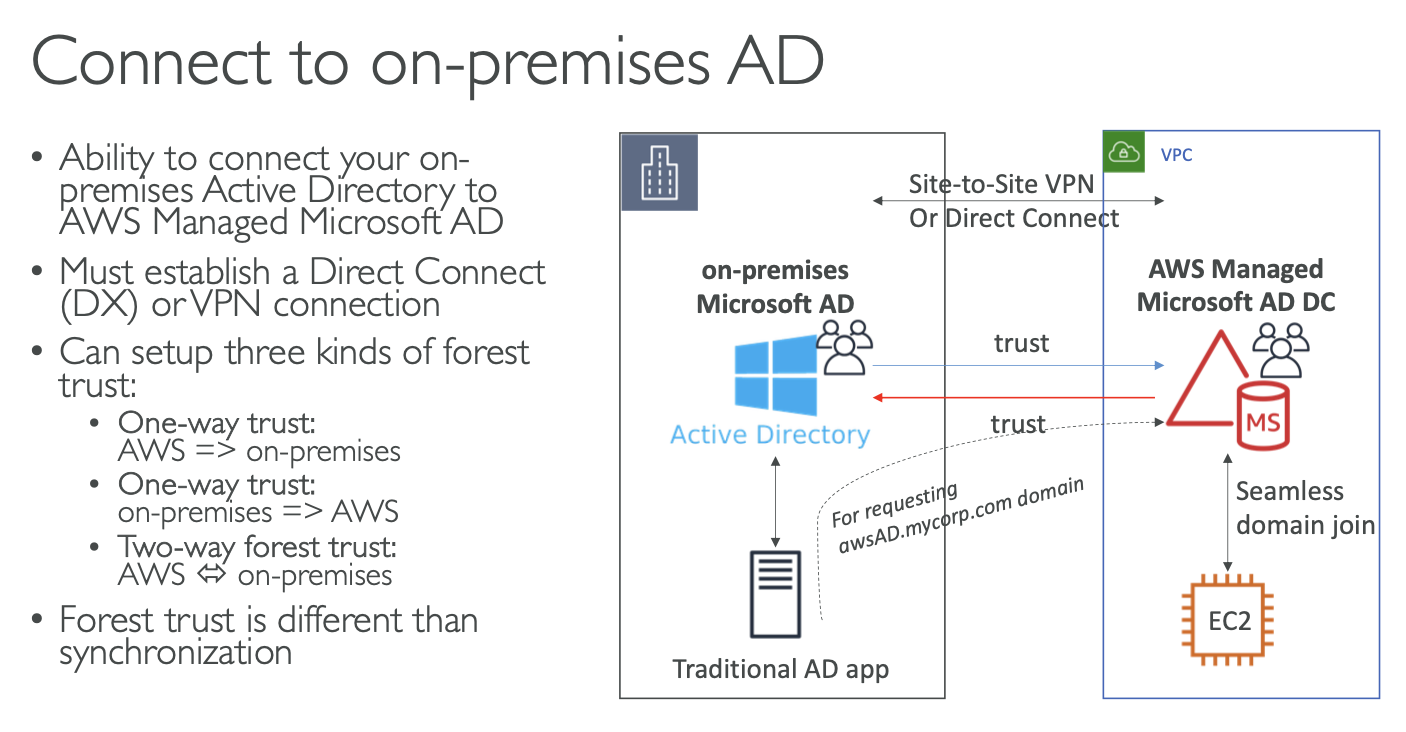 Connect to on-premises AD
• Ability to connect your on-
premises Active Directory to
AWS Managed Microsoft AD
• Must establish a Direct Connect
(DX) or VPN connection
• Can setup three kinds of forest
trust:
• One-way trust:
AWS => on-premises
• One-way trust:
on-premises => AWS
• Two-way forest trust:
AWS ⬄ on-premises
• Forest trust is different than
synchronization
VPC
Site-to-Site VPN
Or Direct Connect
on-premises
Microsoft AD
AWS Managed
Microsoft AD DC
trust
Active Directory
trust
MS
For requesting
awsAD.mycorp.com domain
Seamless
domain join
EC2
Traditional AD app